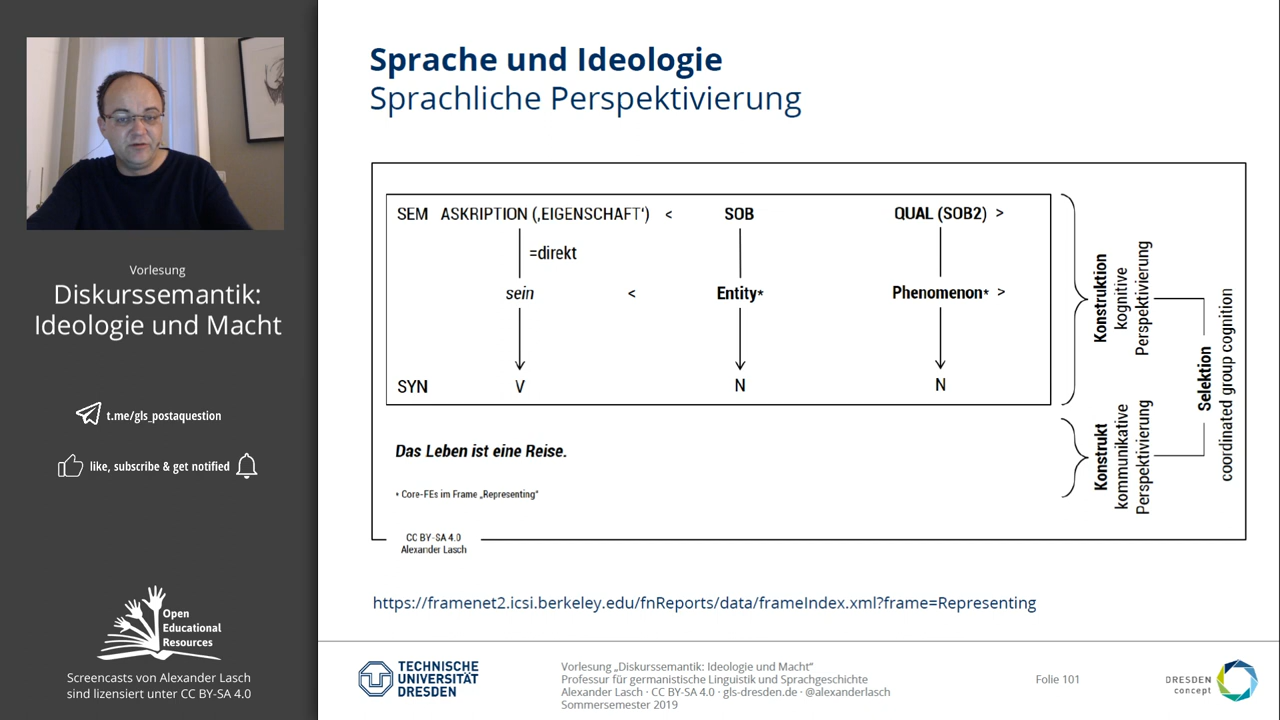 Vorlesung
Diskurssemantik:
Ideologie und Macht
t.me/gls_postaquestion
like, subscribe & get notified
Open
Educational
Resources
Screencasts von Alexander Lasch
sind lizensiert unter CC BY-SA 4.0
Sprache und Ideologie
Sprachliche Perspektivierung
SEM ASKRIPTION (‚EIGENSCHAFT‘) < SOB QUAL (SOB2) >
=direkt
sein < Entity* Phenomenon* >
SYN V N N
Konstruktion
kognitive
Perspektivierung
Das Leben ist eine Reise.
* Core-FEs im Frame „Representing“
Konstrukt
kommunikative
Perspektivierung
Selektion
coordinated group cognition
CC BY-SA 4.0
Alexander Lasch
https://framenet2.icsi.berkeley.edu/fnReports/data/frameIndex.xml?frame=Representing
TECHNISCHE
UNIVERSITÄT
DRESDEN
Vorlesung „Diskurssemantik: Ideologie und Macht“
Professur für germanistische Linguistik und Sprachgeschichte
Alexander Lasch · CC BY-SA 4.0 · gls-dresden.de · @alexanderlasch
Sommersemester 2019
Folie 101
DRESDEN
concept